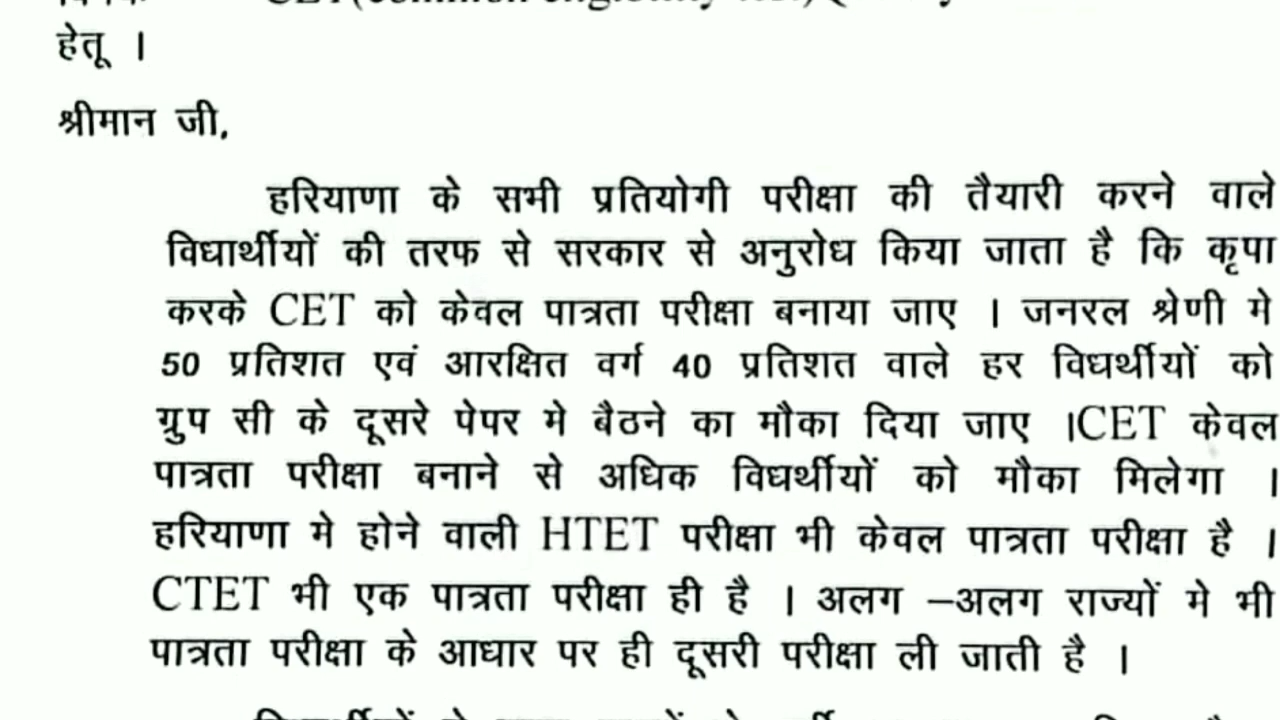 हेतू ।
श्रीमान जी,
हरियाणा के सभी प्रतियोगी परीक्षा की तैयारी करने वाले
विधार्थीयों की तरफ से सरकार से अनुरोध किया जाता है कि कृपा
करके CET को केवल पात्रता परीक्षा बनाया जाए । जनरल श्रेणी मे
50 प्रतिशत एवं आरक्षित वर्ग 40 प्रतिशत वाले हर विधर्थीयों को
ग्रुप सी के दूसरे पेपर मे बैठने का मौका दिया जाए ।CET केवल
पात्रता परीक्षा बनाने से अधिक विधर्थीयों को मौका मिलेगा ।
हरियाणा मे होने वाली HTET परीक्षा भी केवल पात्रता परीक्षा है ।
CTET भी एक पात्रता परीक्षा ही है । अलग –अलग राज्यों मे भी
पात्रता परीक्षा के आधार पर ही दूसरी परीक्षा ली जाती है ।